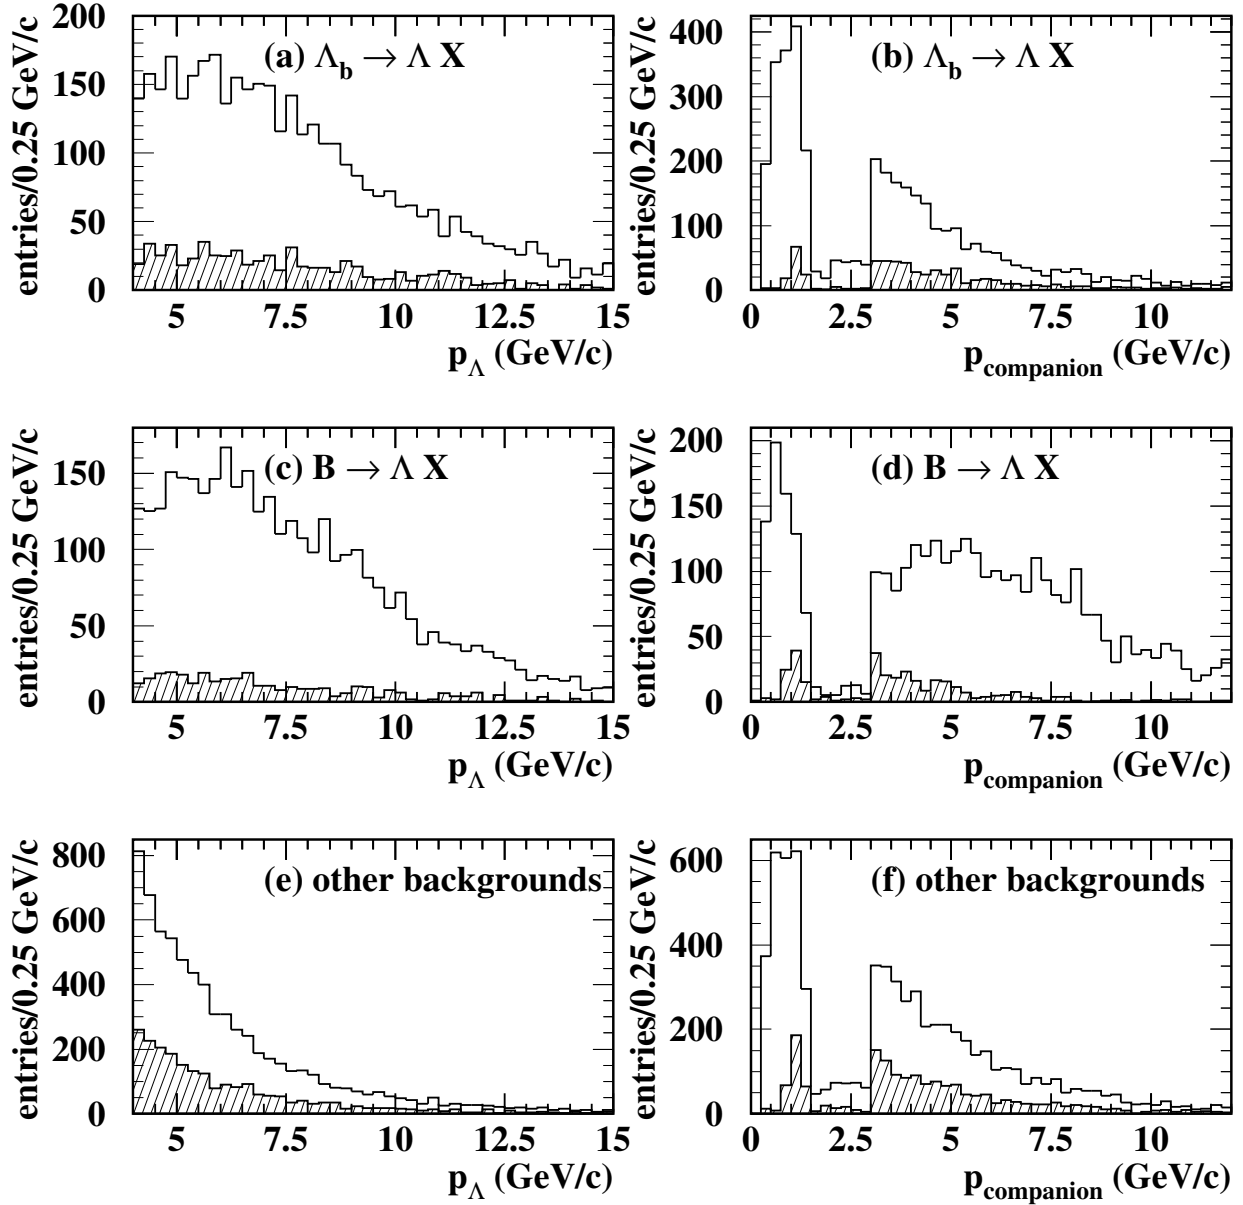 entries/0.25 GeV/c
200
150
100
50
0
(a) Λb → Λ X
5 7.5 10 12.5 15
pΛ (GeV/c)
entries/0.25 GeV/c
400
300
200
100
0
(b) Λb → Λ X
0 2.5 5 7.5 10
pcompanion (GeV/c)
entries/0.25 GeV/c
150
100
50
0
(c) B → Λ X
5 7.5 10 12.5 15
pΛ (GeV/c)
entries/0.25 GeV/c
200
150
100
50
0
(d) B → Λ X
0 2.5 5 7.5 10
pcompanion (GeV/c)
entries/0.25 GeV/c
800
600
400
200
0
(e) other backgrounds
5 7.5 10 12.5 15
pΛ (GeV/c)
entries/0.25 GeV/c
600
400
200
0
(f) other backgrounds
0 2.5 5 7.5 10
pcompanion (GeV/c)